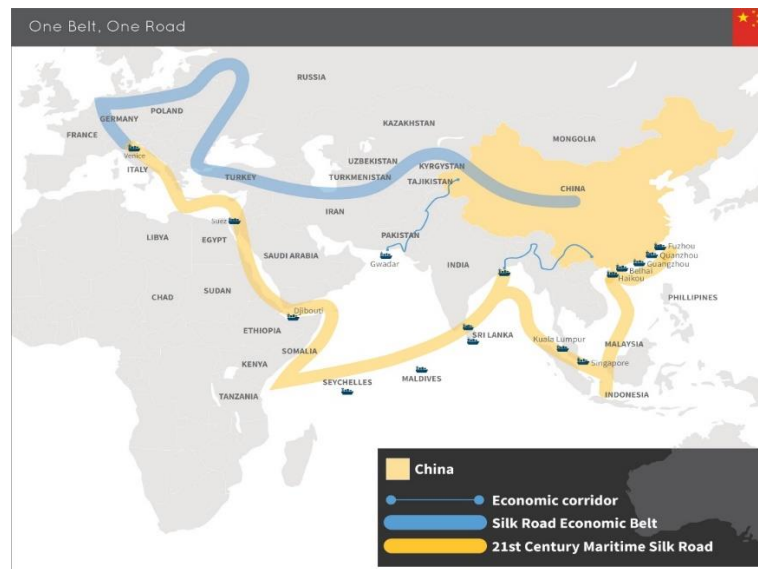 One Belt, One Road
RUSSIA
POLAND
GERMANY
FRANCE
KAZAKHSTAN
MONGOLIA
Venice
ITALY
UZBEKISTAN
KYRGYSTAN
TURKEY
TURKMENISTAN
TAJIKISTAN
CHINA
IRAN
Suez
PAKISTAN
LIBYA
EGYPT
Gwadar
SAUDI ARABIA
INDIA
Fuzhou
Quanzhou
Guangzhou
Beihai
Haikou
CHAD
SUDAN
PHILLIPINES
Djibouti
ETHIOPIA
SRI LANKA
Kuala Lumpur
MALAYSIA
SOMALIA
KENYA
Singapore
SEYCHELLES
MALDIVES
TANZANIA
INDONESIA
China
Economic corridor
Silk Road Economic Belt
21st Century Maritime Silk Road